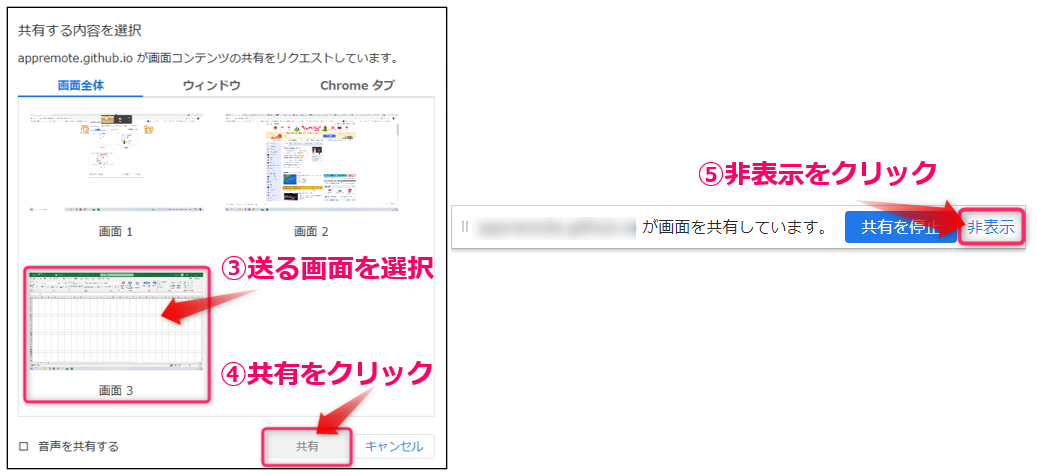 共有する内容を選択
appremote.github.io が画面コンテンツの共有をリクエストしています。
画面全体 ウィンドウ Chrome タブ
画面 1 画面 2
③送る画面を選択
画面 3
④共有をクリック
音声を共有する 共有 キャンセル
⑤非表示をクリック
が画面を共有しています。 共有を停止 非表示